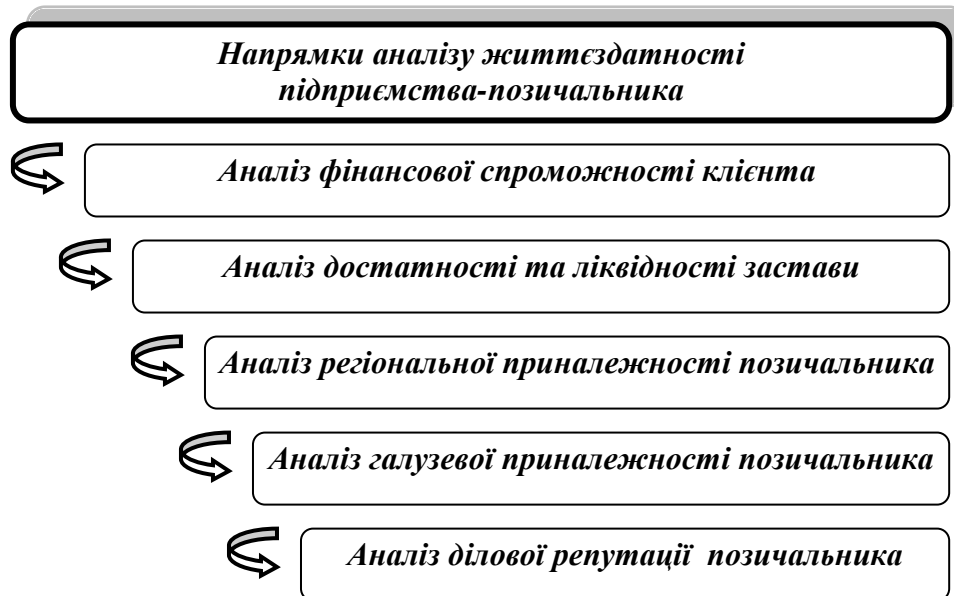 Напрямки аналізу життєздатності
підприємства-позичальника
Аналіз фінансової спроможності клієнта
Аналіз достатності та ліквідності застави
Аналіз регіональної приналежності позичальника
Аналіз галузевої приналежності позичальника
Аналіз ділової репутації позичальника